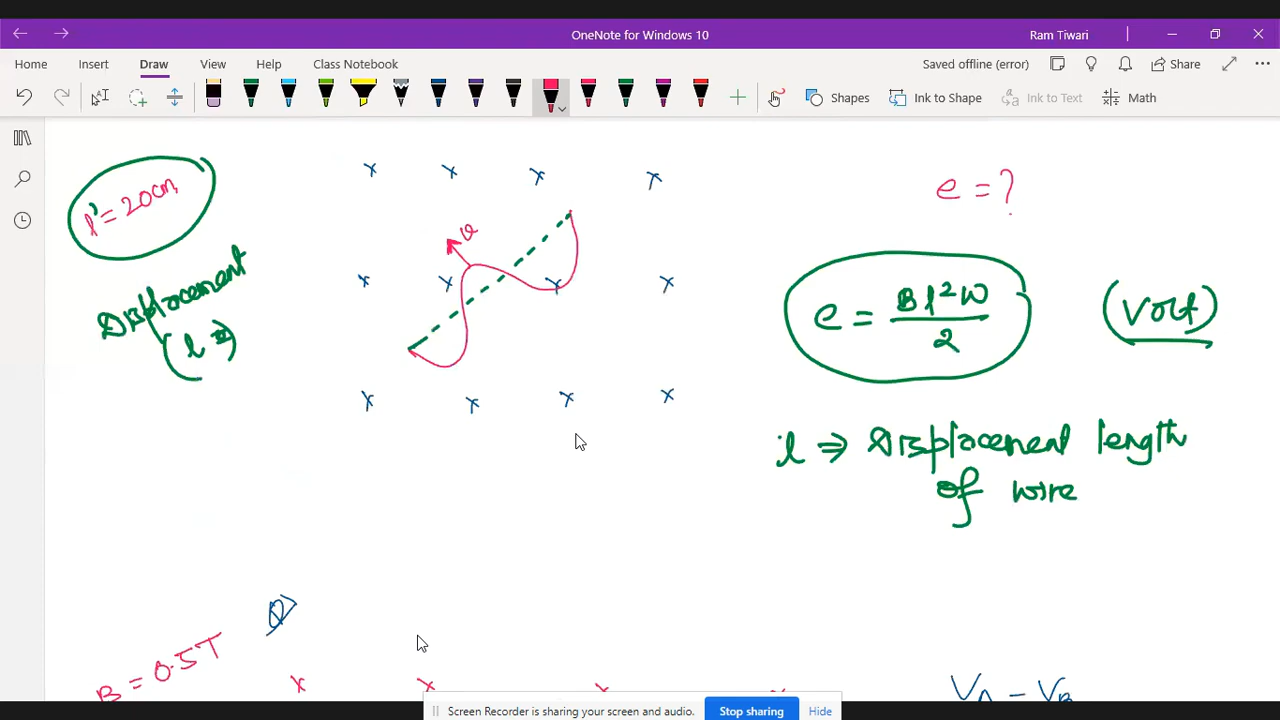 OneNote for Windows 10
Ram Tiwari
Home Insert Draw View Help Class Notebook
Saved offline (error) Share
Shapes Ink to Shape Ink to Text Math
x x x x
l' = 20cm
e = ?
v
x x x x
Displacement
(l)
e = Bl²W/2 (Volt)
x x x x
l ⇒ Displacement length
of wire
Q
B = 0.5T
x x x x
VA - VB
Screen Recorder is sharing your screen and audio. Stop sharing Hide